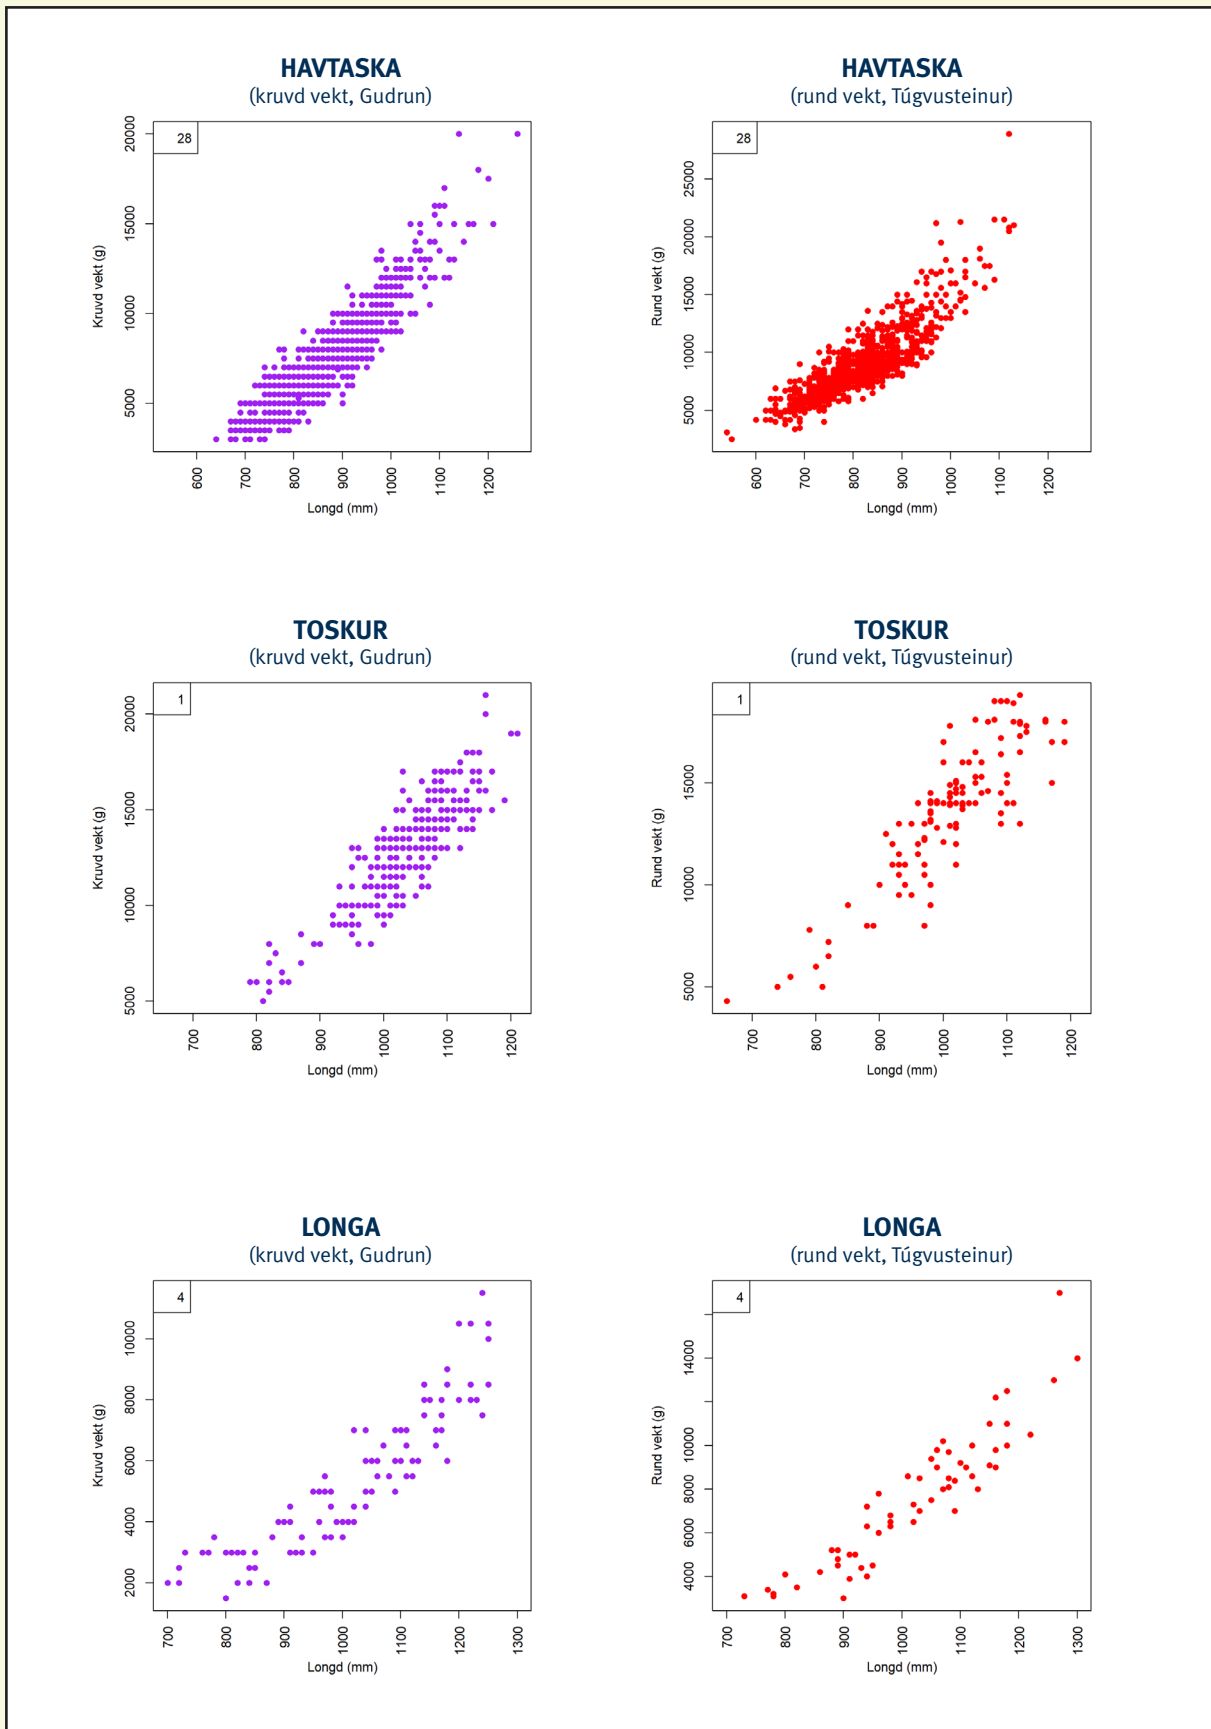 HAVTASKA
(kruvd vekt, Gudrun)
28
Kruvd vekt (g)
20000
15000
10000
5000
600 700 800 900 1000 1100 1200
Longd (mm)
HAVTASKA
(rund vekt, Túgvusteinur)
28
Rund vekt (g)
25000
20000
15000
10000
5000
600 700 800 900 1000 1100 1200
Longd (mm)
TOSKUR
(kruvd vekt, Gudrun)
1
Kruvd vekt (g)
20000
15000
10000
5000
700 800 900 1000 1100 1200
Longd (mm)
TOSKUR
(rund vekt, Túgvusteinur)
1
Rund vekt (g)
15000
10000
5000
700 800 900 1000 1100 1200
Longd (mm)
LONGA
(kruvd vekt, Gudrun)
4
Kruvd vekt (g)
10000
8000
6000
4000
2000
700 800 900 1000 1100 1200 1300
Longd (mm)
LONGA
(rund vekt, Túgvusteinur)
4
Rund vekt (g)
14000
10000
8000
6000
4000
700 800 900 1000 1100 1200 1300
Longd (mm)